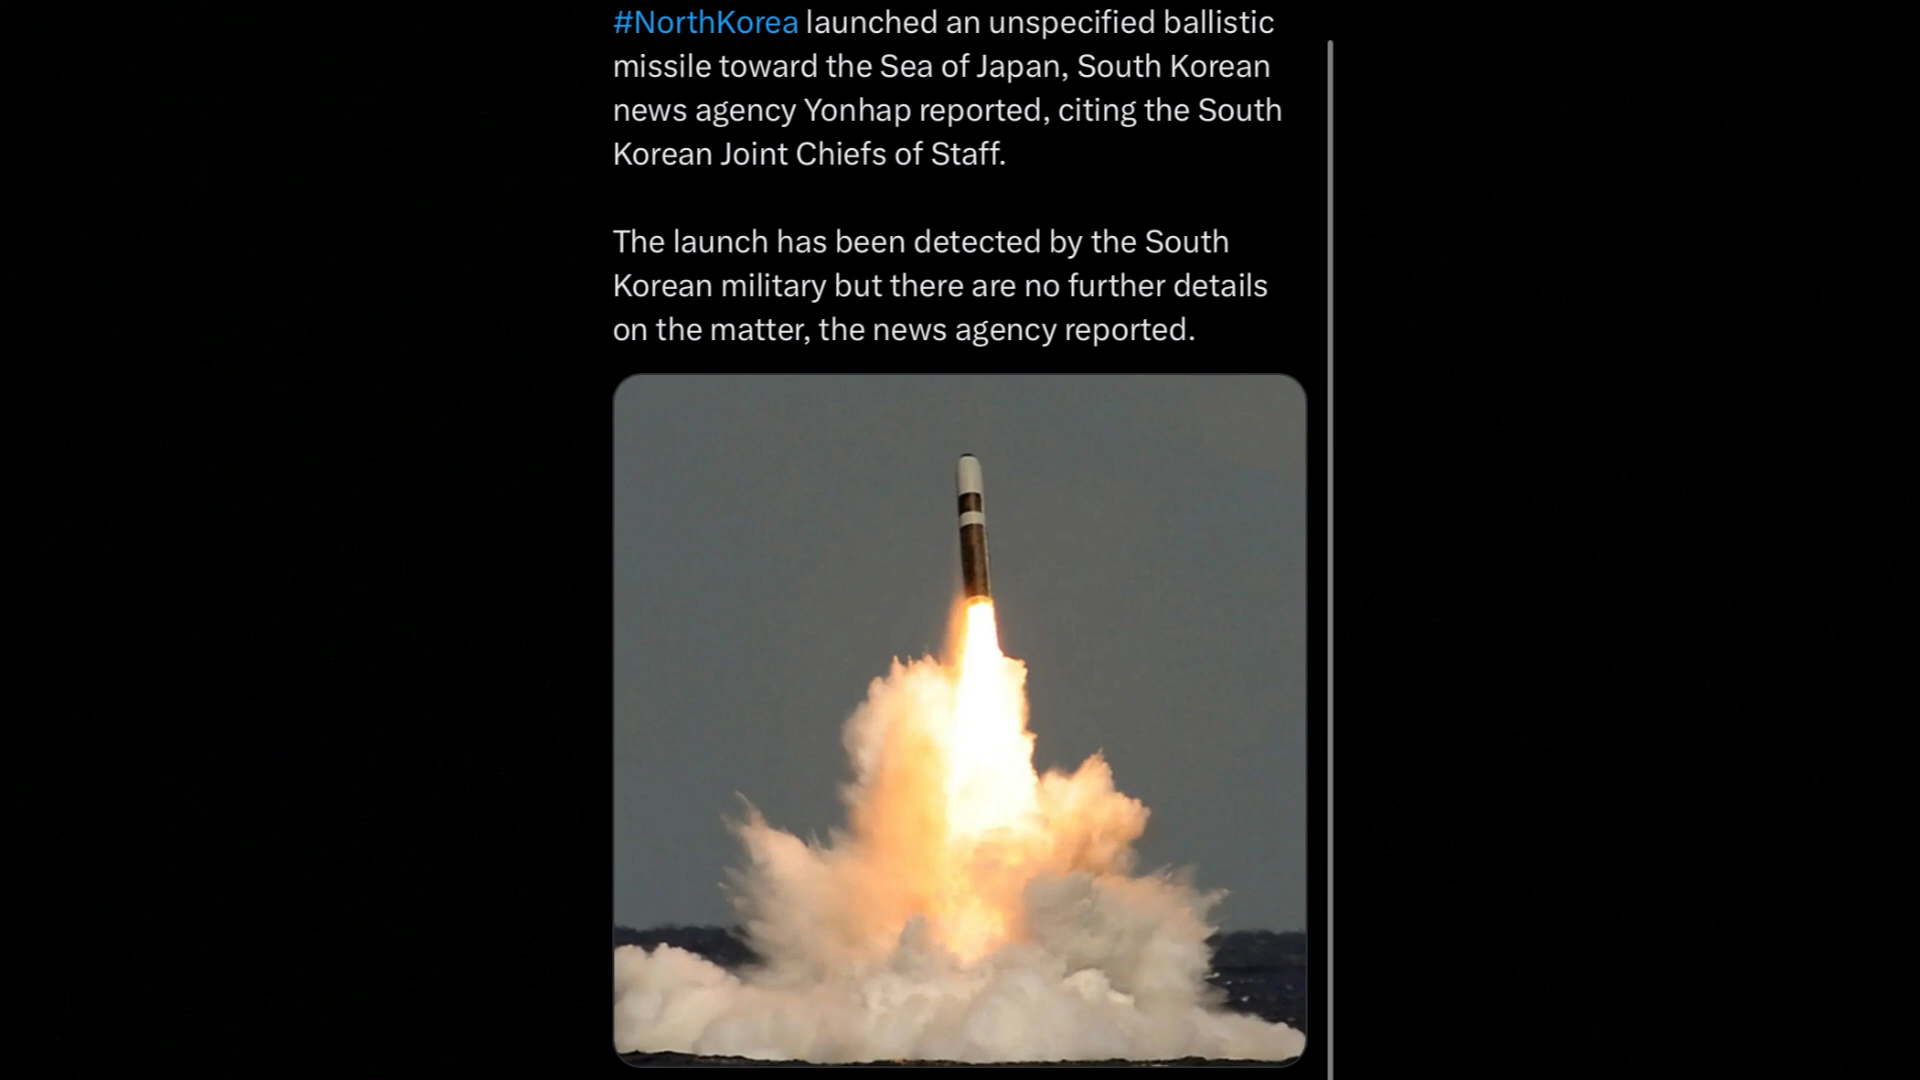 #NorthKorea launched an unspecified ballistic
missile toward the Sea of Japan, South Korean
news agency Yonhap reported, citing the South
Korean Joint Chiefs of Staff.
The launch has been detected by the South
Korean military but there are no further details
on the matter, the news agency reported.